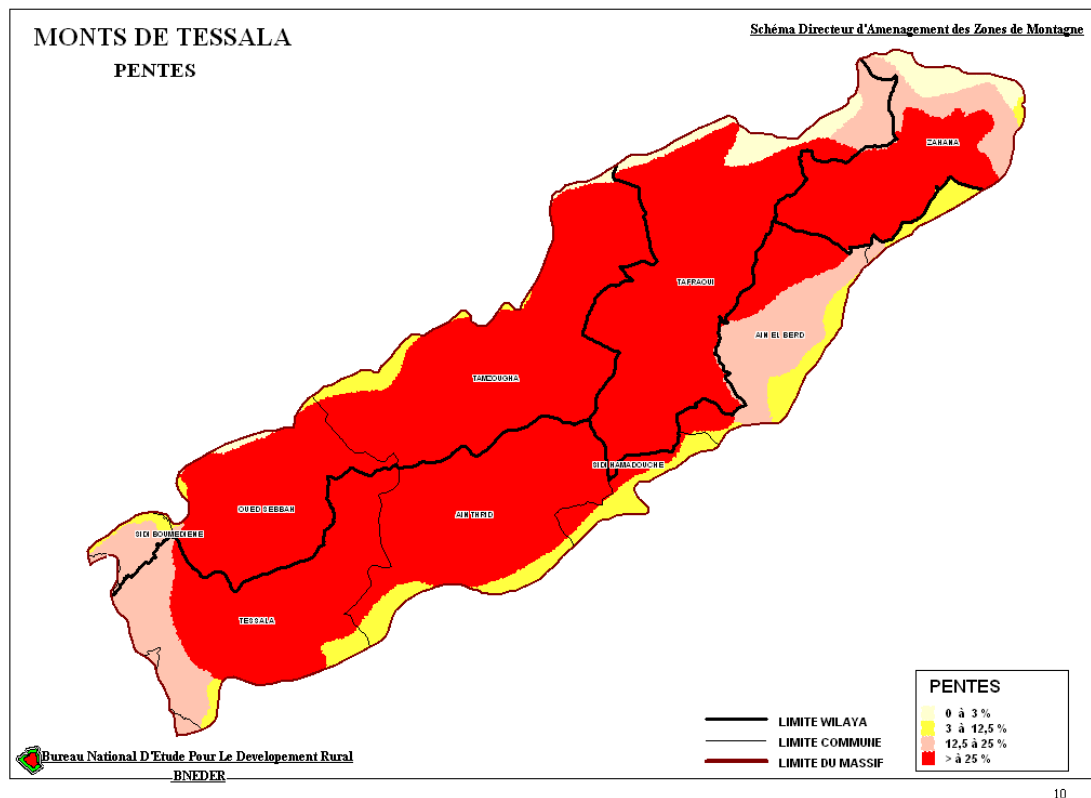 MONTS DE TESSALA
PENTES
Schéma Directeur d'Amenagement des Zones de Montagne
ZAHANA
TAFRAOUI
AIN EL BERD
TAMZOUGHA
SIDI HAMADOUCHE
OUED SEBBAH
AIN THRID
SIDI BOUMEDIENE
TESSALA
LIMITE WILAYA
LIMITE COMMUNE
LIMITE DU MASSIF
PENTES
0 à 3 %
3 à 12,5 %
12,5 à 25 %
> à 25 %
Bureau National D'Etude Pour Le Developement Rural
BNEDER
10